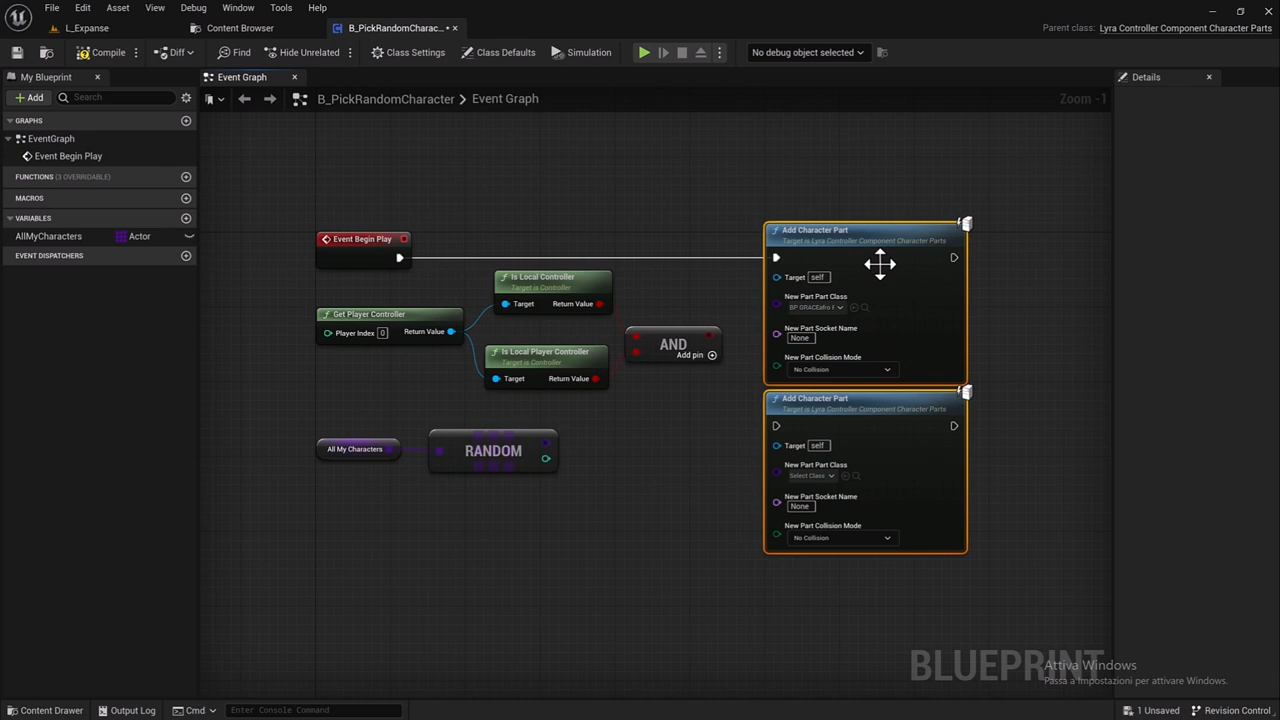 File Edit Asset View Debug Window Tools Help
L_Expanse
Content Browser
B_PickRandomCharac... •
Parent class: Lyra Controller Component Character Parts
Compile
Diff
Find
Hide Unrelated
Class Settings
Class Defaults
Simulation
No debug object selected
My Blueprint
Event Graph
Details
+ Add
Search
B_PickRandomCharacter > Event Graph
Zoom -1
GRAPHS
EventGraph
Event Begin Play
FUNCTIONS (3 OVERRIDABLE)
MACROS
VARIABLES
AllMyCharacters
Actor
EVENT DISPATCHERS
Event Begin Play
Get Player Controller
Player Index 0
Return Value
f Is Local Controller
Target is Controller
Target
Return Value
f Is Local Player Controller
Target is Controller
Target
Return Value
AND
Add pin
All My Characters
RANDOM
f Add Character Part
Target is Lyra Controller Component Character Parts
Target self
New Part Part Class
BP GRACEafro
New Part Socket Name
None
New Part Collision Mode
No Collision
f Add Character Part
Target is Lyra Controller Component Character Parts
Target self
New Part Part Class
Select Class
New Part Socket Name
None
New Part Collision Mode
No Collision
BLUEPRINT
Attiva Windows
Passa a Impostazioni per attivare Windows.
Content Drawer
Output Log
Cmd
Enter Console Command
1 Unsaved
Revision Control